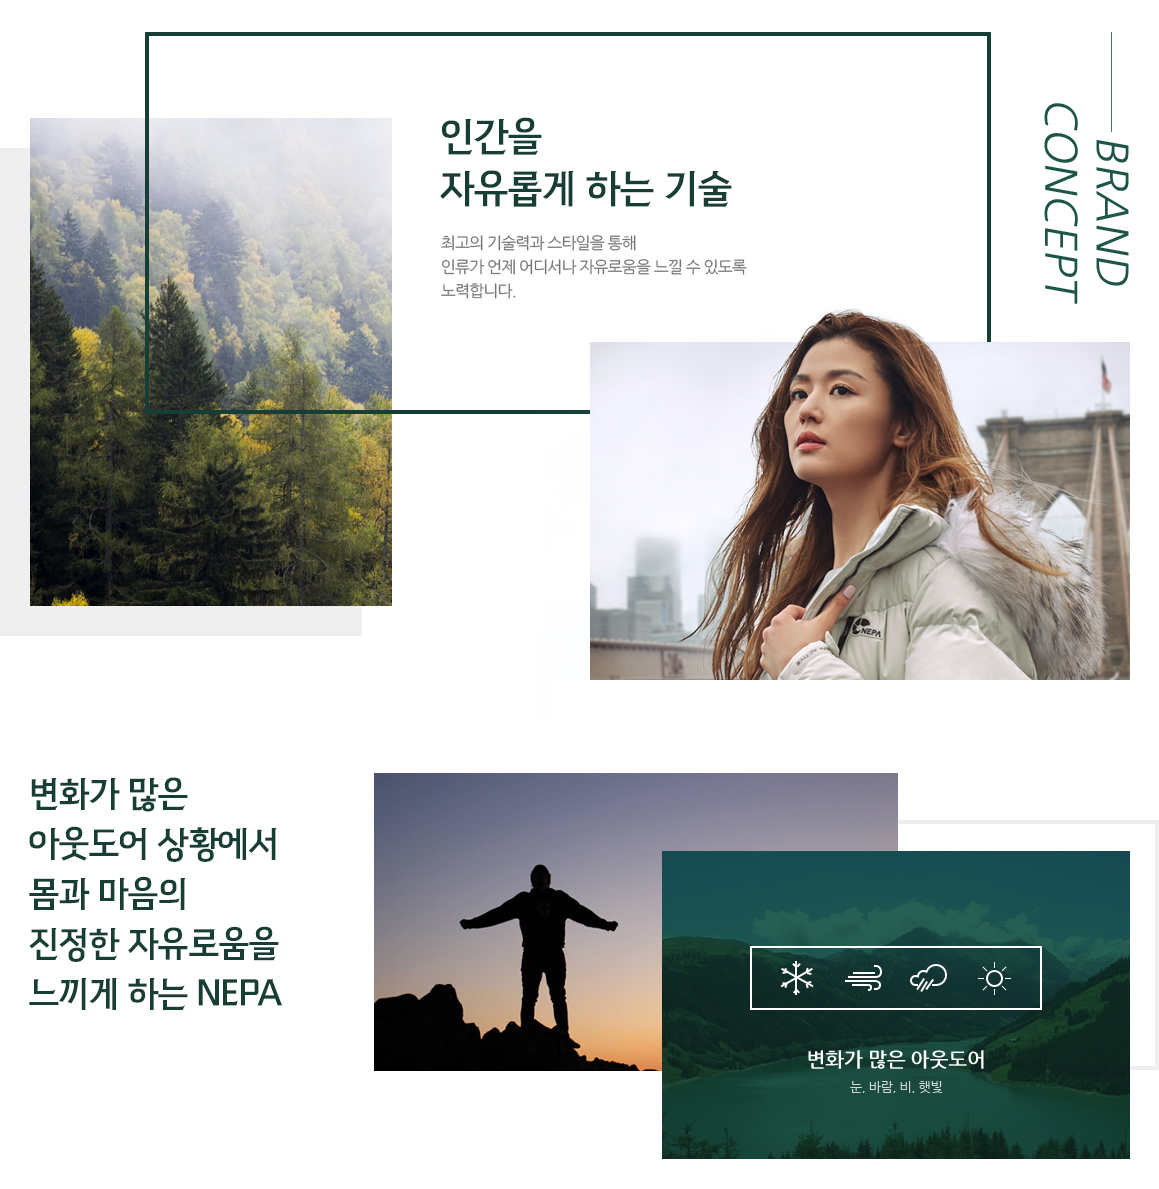 BRAND
CONCEPT
인간을
자유롭게 하는 기술
최고의 기술력과 스타일을 통해
인류가 언제 어디서나 자유로움을 느낄 수 있도록
노력합니다.
NEPA
변화가 많은
아웃도어 상황에서
몸과 마음의
진정한 자유로움을
느끼게 하는 NEPA
변화가 많은 아웃도어
눈, 바람, 비, 햇빛